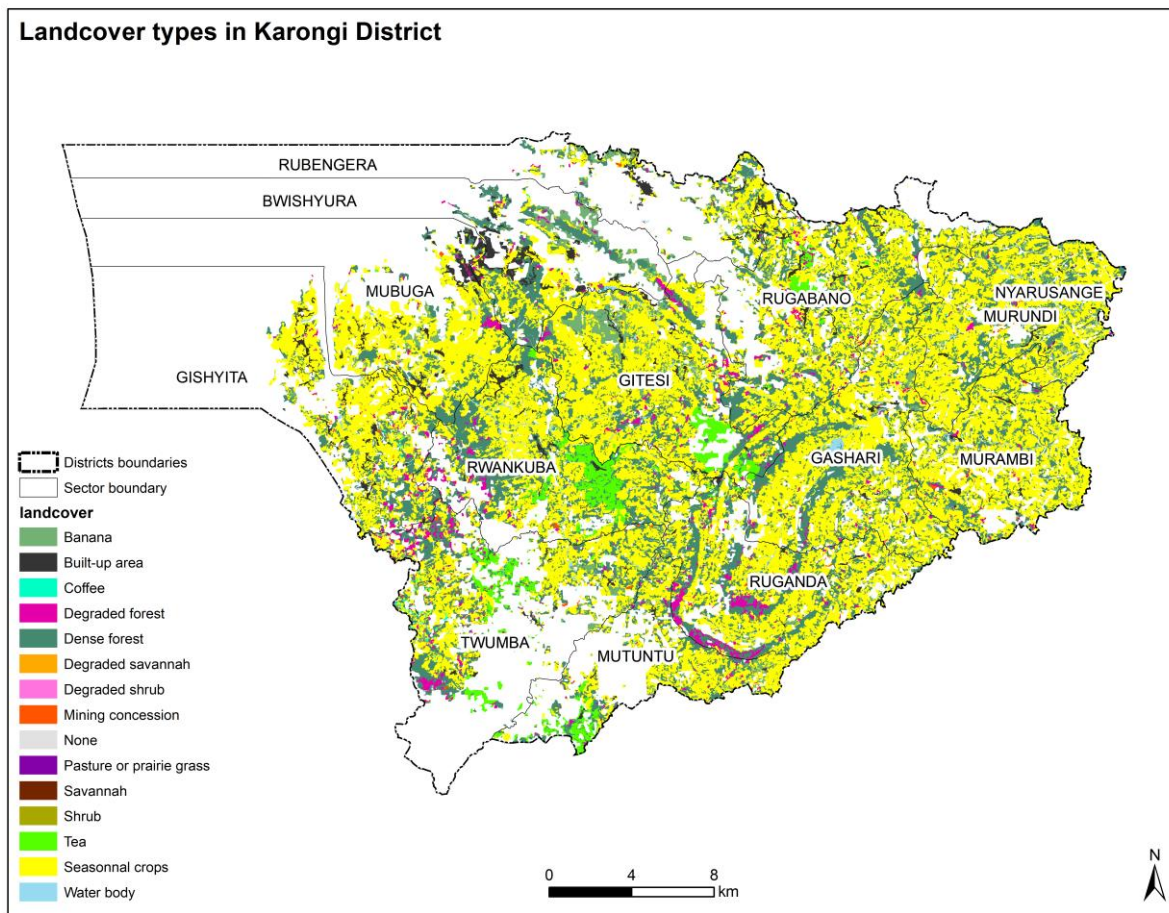 Landcover types in Karongi District
RUBENGERA
BWISHYURA
MUBUGA
RUGABANO
NYARUSANGE
MURUNDI
GISHYITA
GITESI
RWANKUBA
GASHARI
MURAMBI
RUGANDA
TWUMBA
MUTUNTU
Districts boundaries
Sector boundary
landcover
Banana
Built-up area
Coffee
Degraded forest
Dense forest
Degraded savannah
Degraded shrub
Mining concession
None
Pasture or prairie grass
Savannah
Shrub
Tea
Seasonnal crops
Water body
0 4 8
km
N